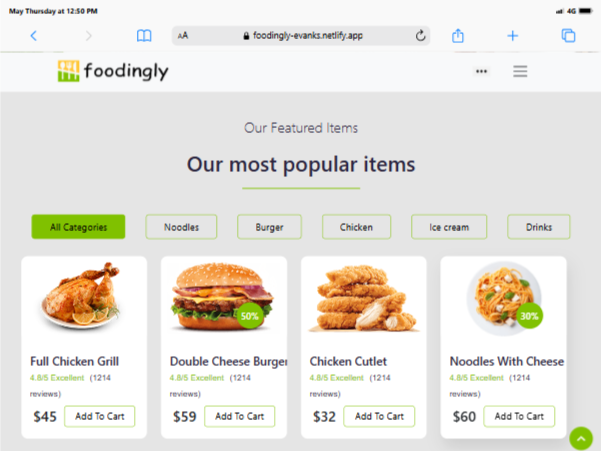 May Thursday at 12:50 PM
4G
AA
foodingly-evanks.netlify.app
foodingly
Our Featured Items
Our most popular items
All Categories
Noodles
Burger
Chicken
Ice cream
Drinks
50%
30%
Full Chicken Grill
4.8/5 Excellent (1214
reviews)
$45 Add To Cart
Double Cheese Burger
4.8/5 Excellent (1214
reviews)
$59 Add To Cart
Chicken Cutlet
4.8/5 Excellent (1214
reviews)
$32 Add To Cart
Noodles With Cheese
4.8/5 Excellent (1214
reviews)
$60 Add To Cart